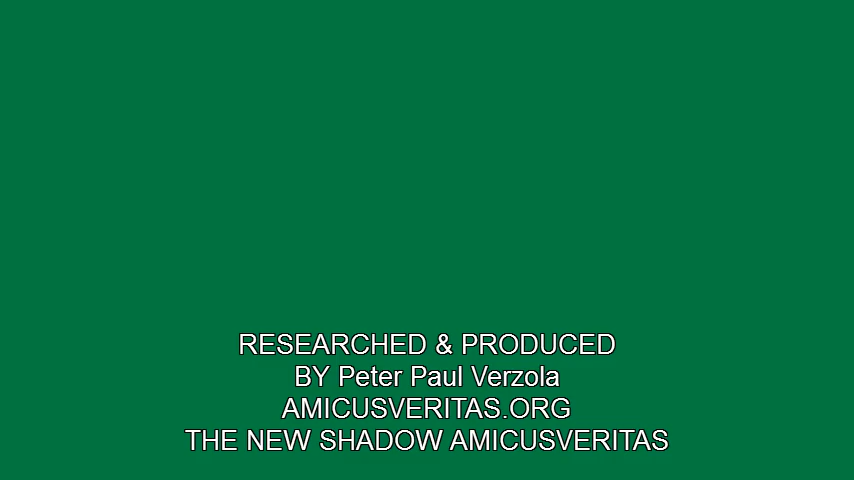 RESEARCHED & PRODUCED
BY Peter Paul Verzola
AMICUSVERITAS.ORG
THE NEW SHADOW AMICUSVERITAS